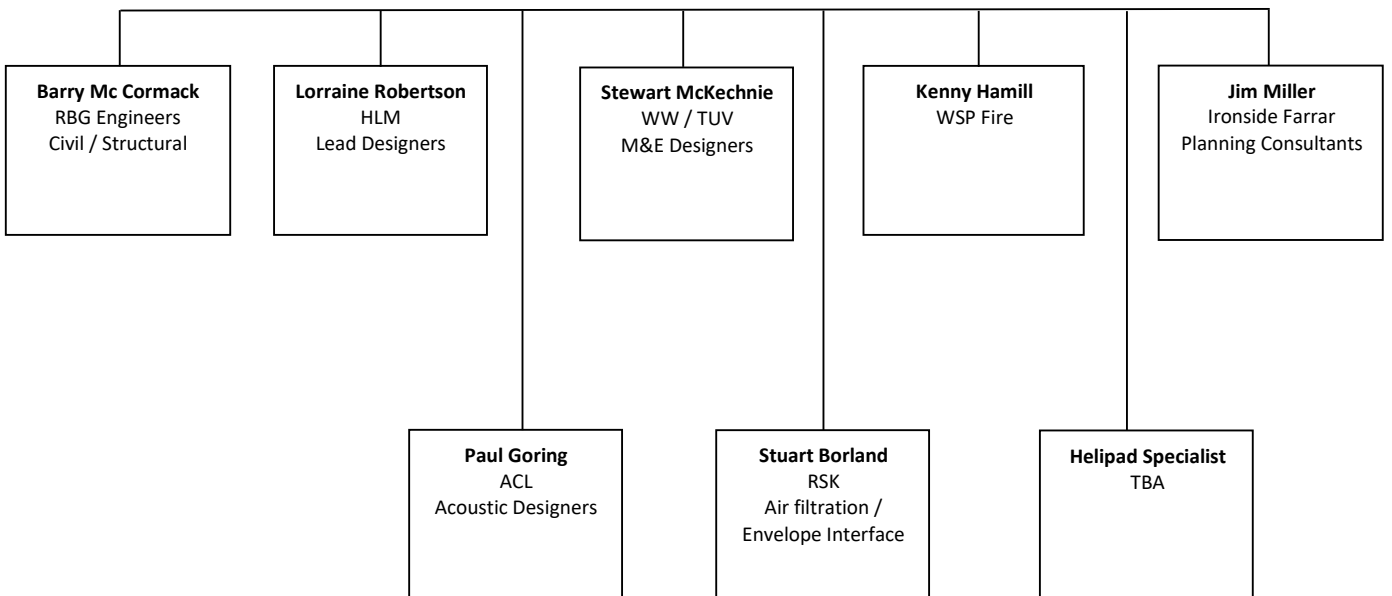 Barry Mc Cormack
RBG Engineers
Civil / Structural
Lorraine Robertson
HLM
Lead Designers
Stewart McKechnie
WW / TUV
M&E Designers
Kenny Hamill
WSP Fire
Jim Miller
Ironside Farrar
Planning Consultants
Paul Goring
ACL
Acoustic Designers
Stuart Borland
RSK
Air filtration /
Envelope Interface
Helipad Specialist
TBA